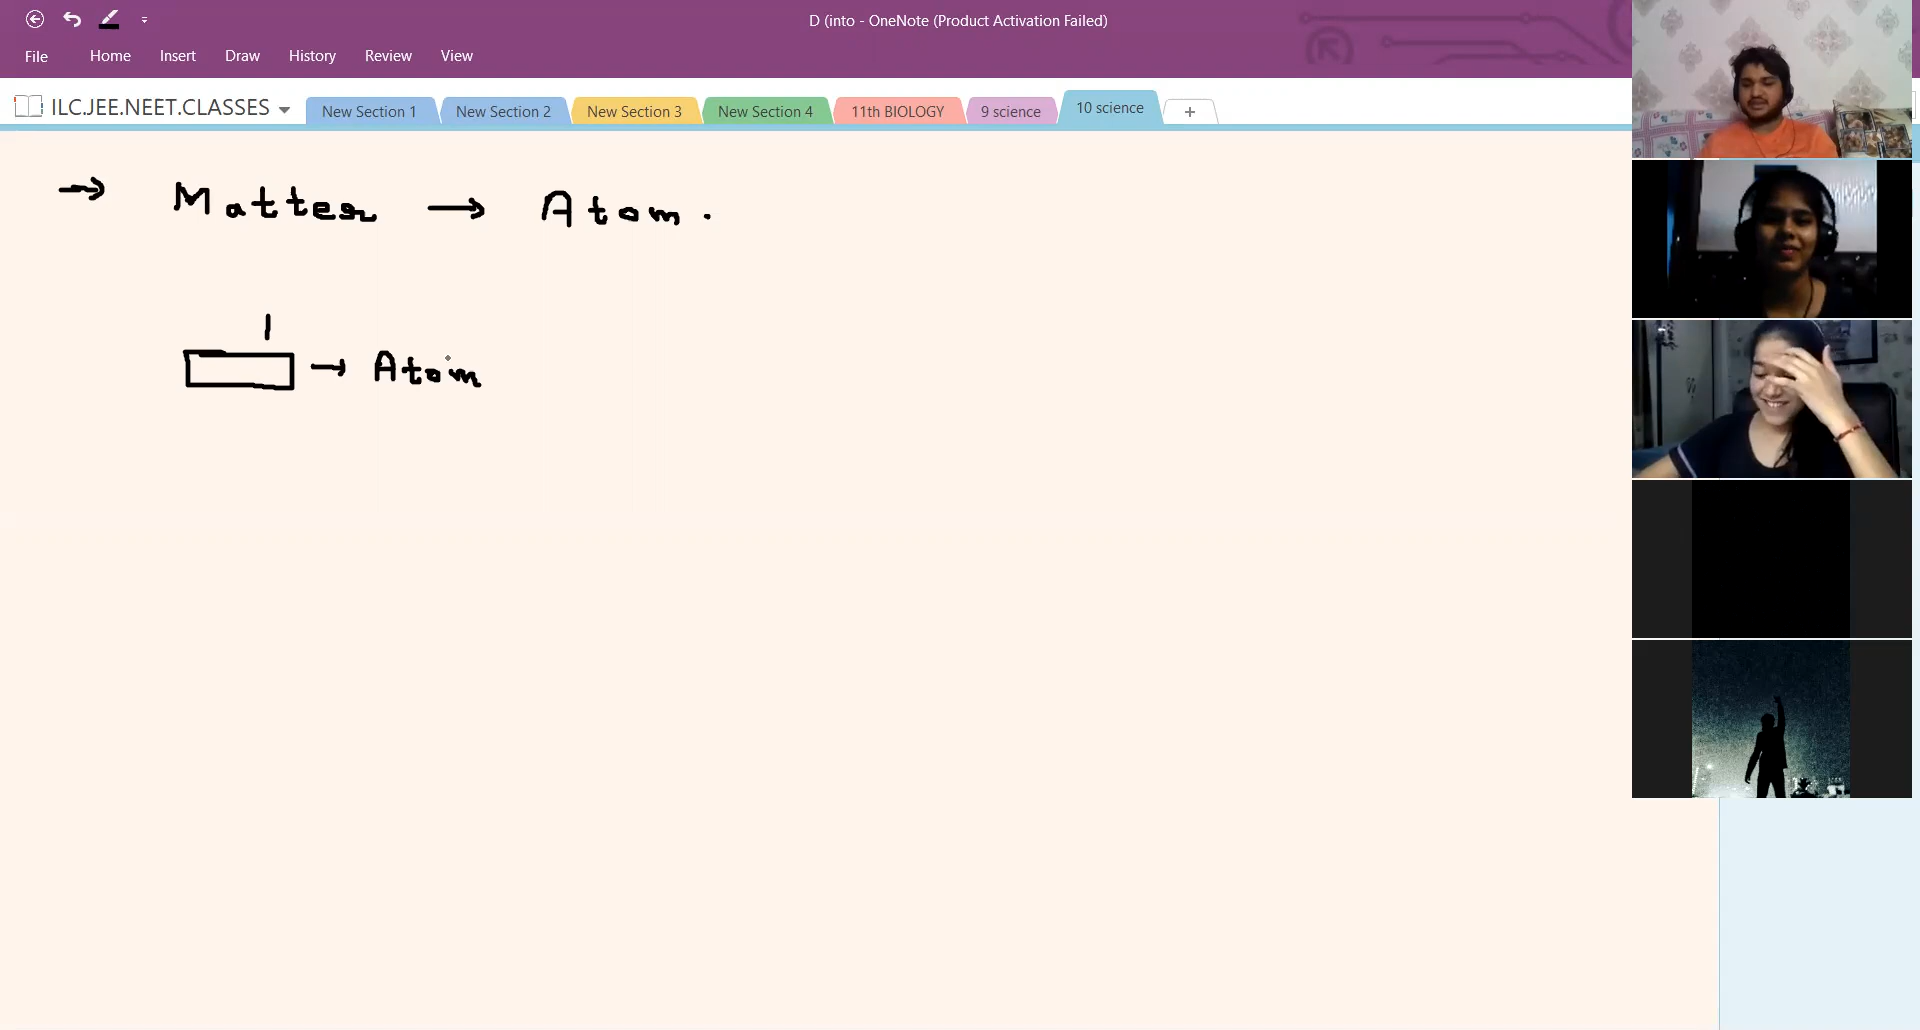 D (into - OneNote (Product Activation Failed)
File Home Insert Draw History Review View
ILC.JEE.NEET.CLASSES New Section 1 New Section 2 New Section 3 New Section 4 11th BIOLOGY 9 science 10 science +
→ Matter → Atom.
→ Atom